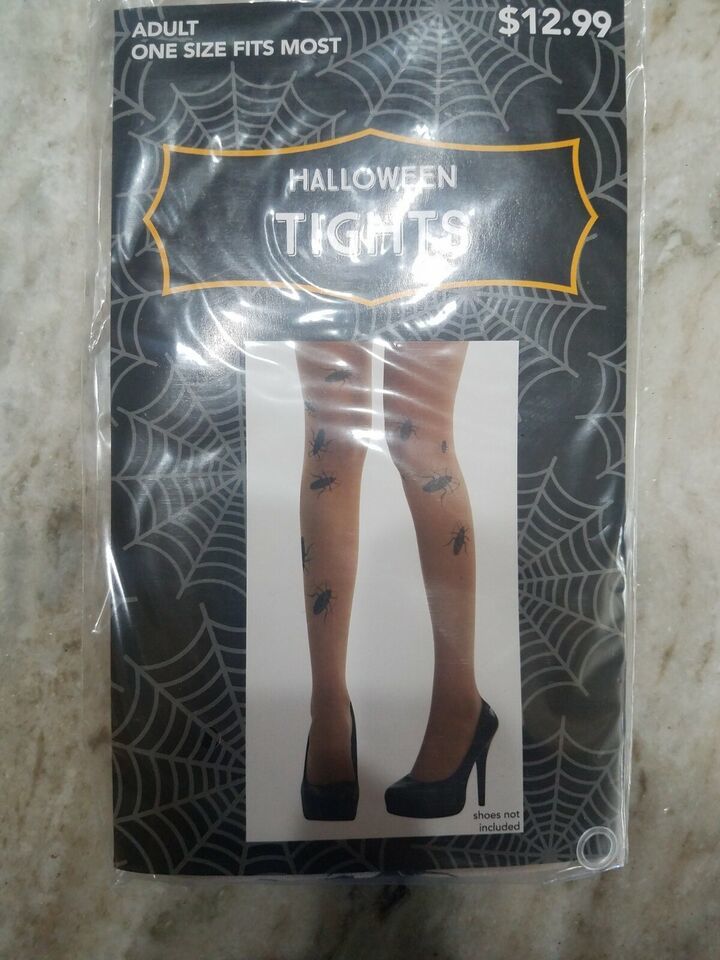 ADULT
ONE SIZE FITS MOST
$12.99
HALLOWEEN
TIGHTS
shoes not
included